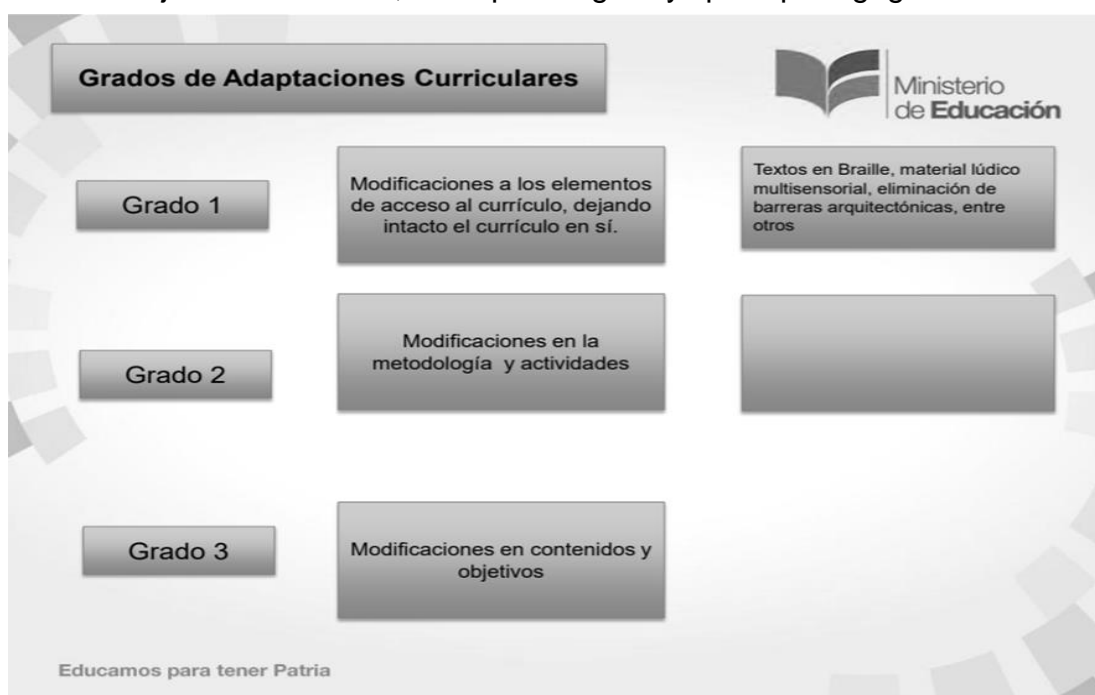 Grados de Adaptaciones Curriculares
Ministerio
de Educación
Grado 1
Modificaciones a los elementos
de acceso al currículo, dejando
intacto el currículo en sí.
Textos en Braille, material lúdico
multisensorial, eliminación de
barreras arquitectónicas, entre
otros
Grado 2
Modificaciones en la
metodología y actividades
Grado 3
Modificaciones en contenidos y
objetivos
Educamos para tener Patria